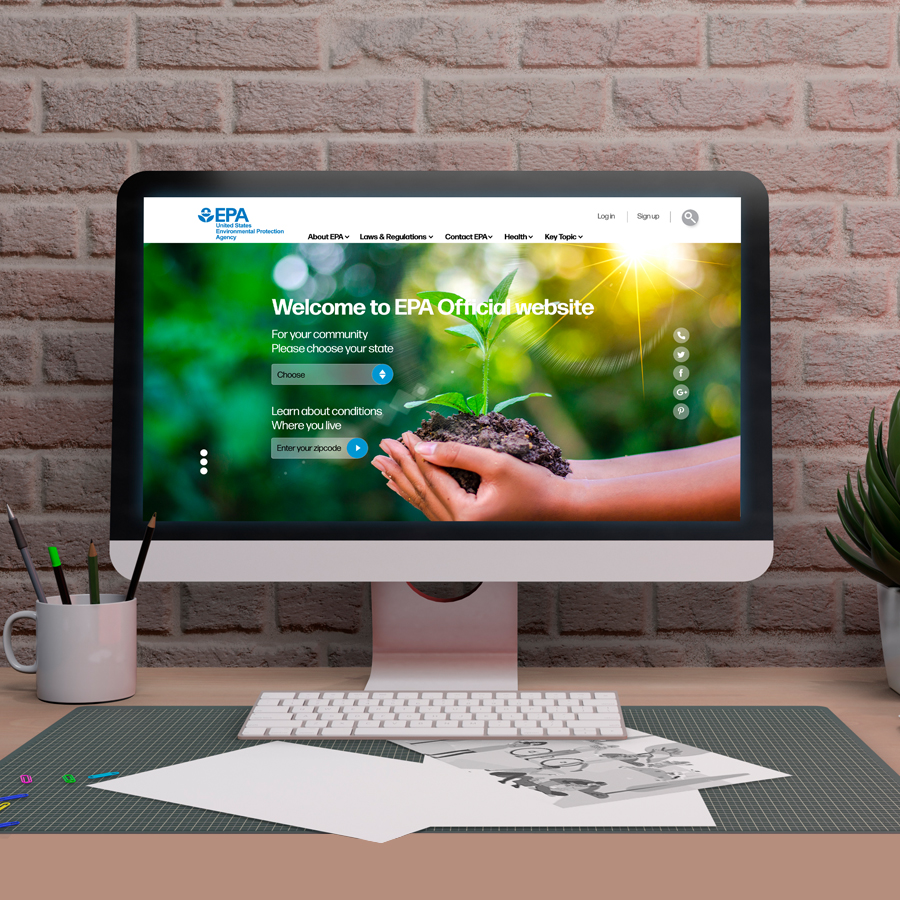 EPA
United States
Environmental Protection
Agency
Log in
Sign up
About EPA
Laws & Regulations
Contact EPA
Health
Key Topic
Welcome to EPA Official website
For your community
Please choose your state
Choose
Learn about conditions
Where you live
Enter your zipcode
G+